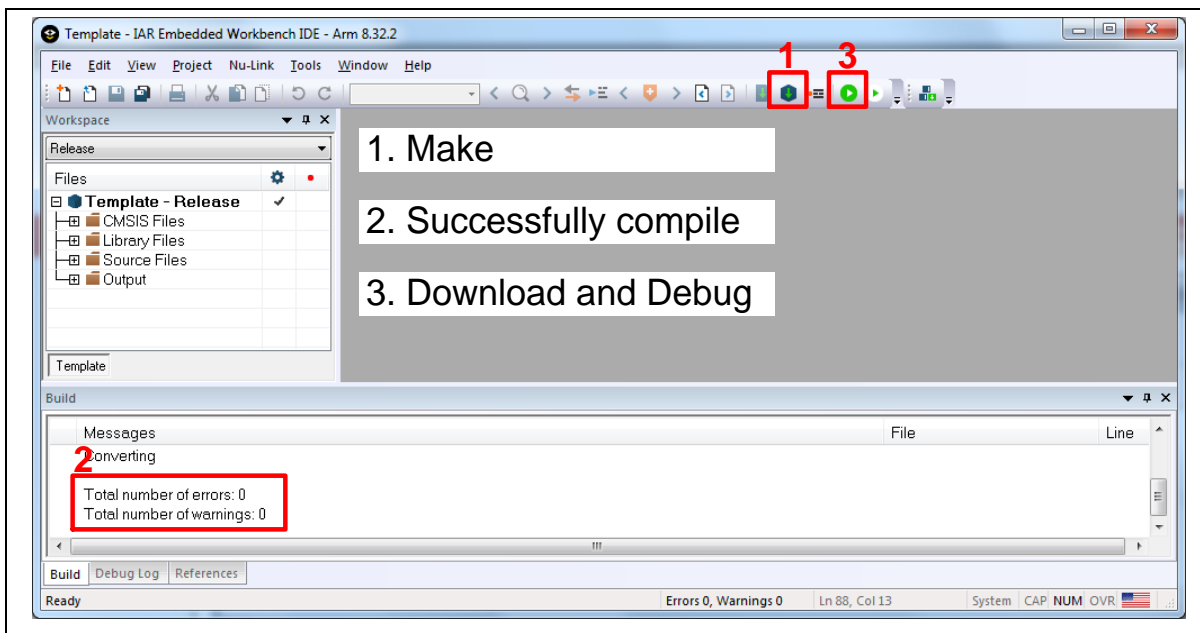 Template - IAR Embedded Workbench IDE - Arm 8.32.2
1 3
File Edit View Project Nu-Link Tools Window Help
Workspace
Release
Files
Template - Release
CMSIS Files
Library Files
Source Files
Output
Template
1. Make
2. Successfully compile
3. Download and Debug
Build
Messages File Line
Converting
2
Total number of errors: 0
Total number of warnings: 0
Build Debug Log References
Ready Errors 0, Warnings 0 Ln 88, Col 13 System CAP NUM OVR